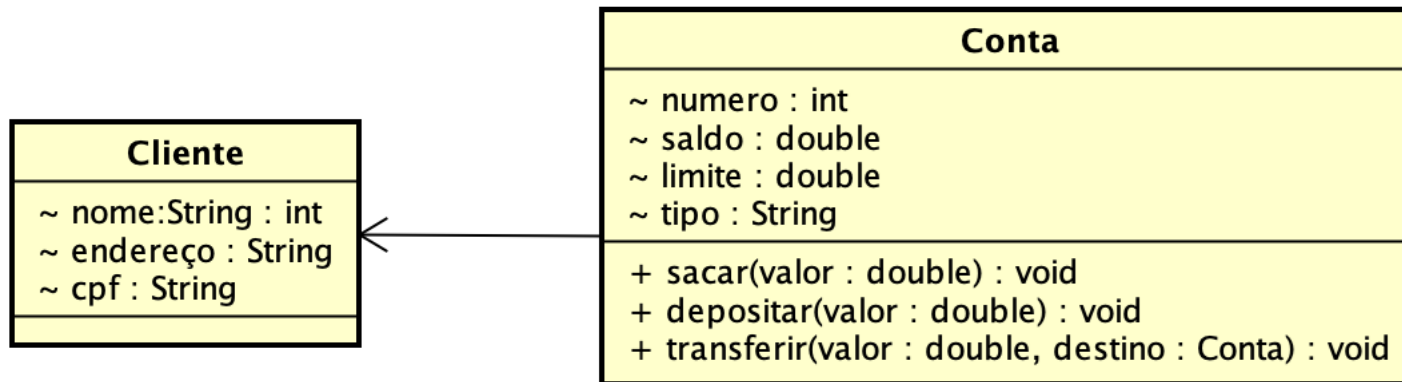 Cliente
~ nome:String : int
~ endereço : String
~ cpf : String
Conta
~ numero : int
~ saldo : double
~ limite : double
~ tipo : String
+ sacar(valor : double) : void
+ depositar(valor : double) : void
+ transferir(valor : double, destino : Conta) : void